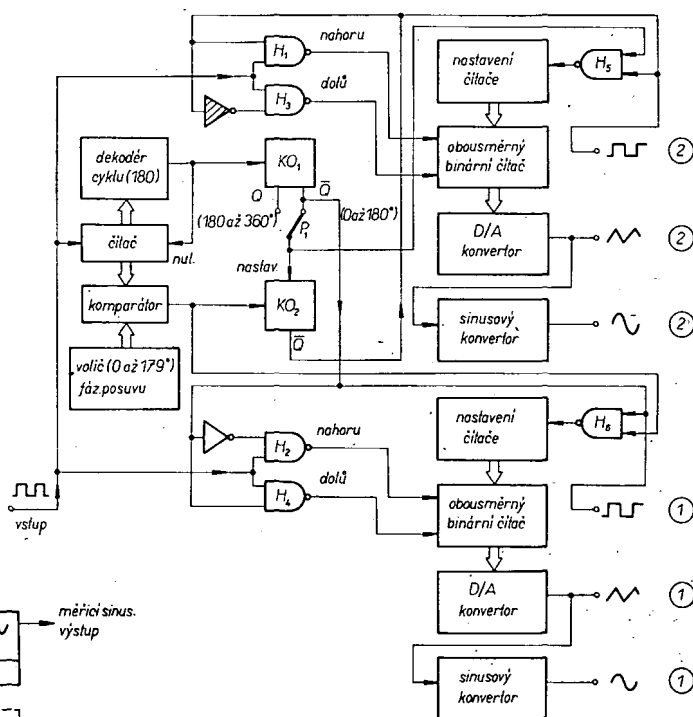 nahoru
H₁
nastavení
čítače
H₅
dolů
H₃
dekodér
cyklu (180)
KO₁
obousměrný
binární čítač
2
Q
Q̅
(180 až 360°)
(0 až 180°)
P₁
čítač
nul.
D/A
konvertor
2
nastav.
komparátor
KO₂
sinusový
konvertor
2
Q̅
volič (0 až 179°)
fáz. posuvu
nahoru
nastavení
čítače
H₆
H₂
dolů
H₄
obousměrný
binární čítač
1
vstup
D/A
konvertor
1
měřicí sinus.
výstup
sinusový
konvertor
1